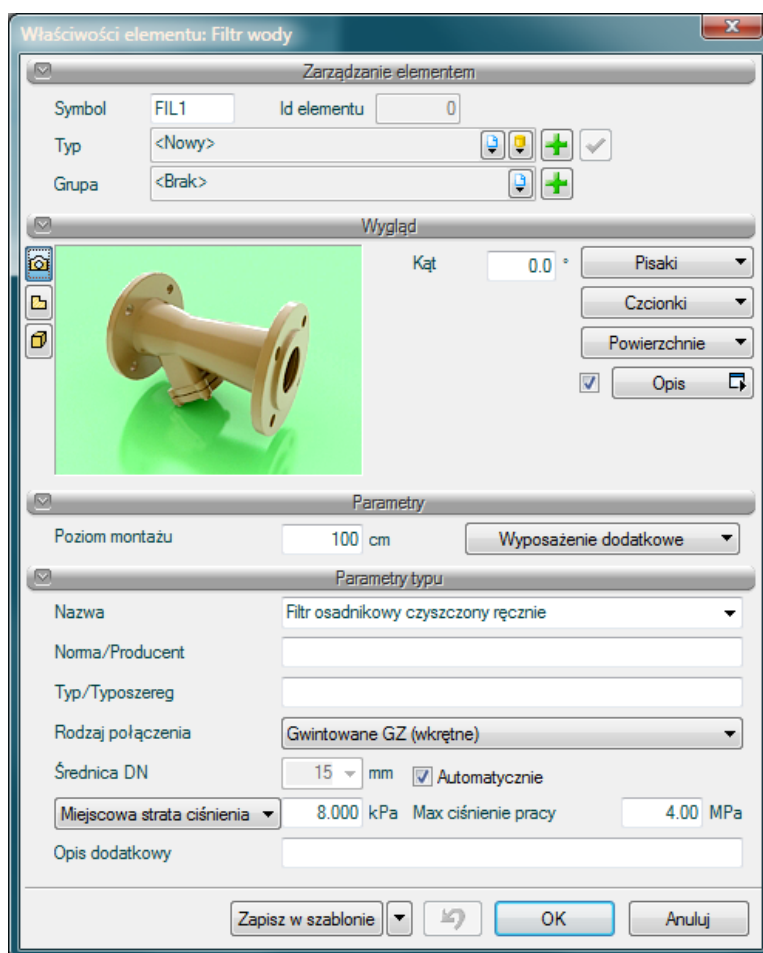 Właściwości elementu: Filtr wody
Zarządzanie elementem
Symbol FIL1 Id elementu 0
Typ <Nowy>
Grupa <Brak>
Wygląd
Kąt 0.0 ° Pisaki
Czcionki
Powierzchnie
Opis
Parametry
Poziom montażu 100 cm Wyposażenie dodatkowe
Parametry typu
Nazwa Filtr osadnikowy czyszczony ręcznie
Norma/Producent
Typ/Typoszereg
Rodzaj połączenia Gwintowane GZ (wkrętne)
Średnica DN 15 mm Automatycznie
Miejscowa strata ciśnienia 8.000 kPa Max ciśnienie pracy 4.00 MPa
Opis dodatkowy
Zapisz w szablonie OK Anuluj